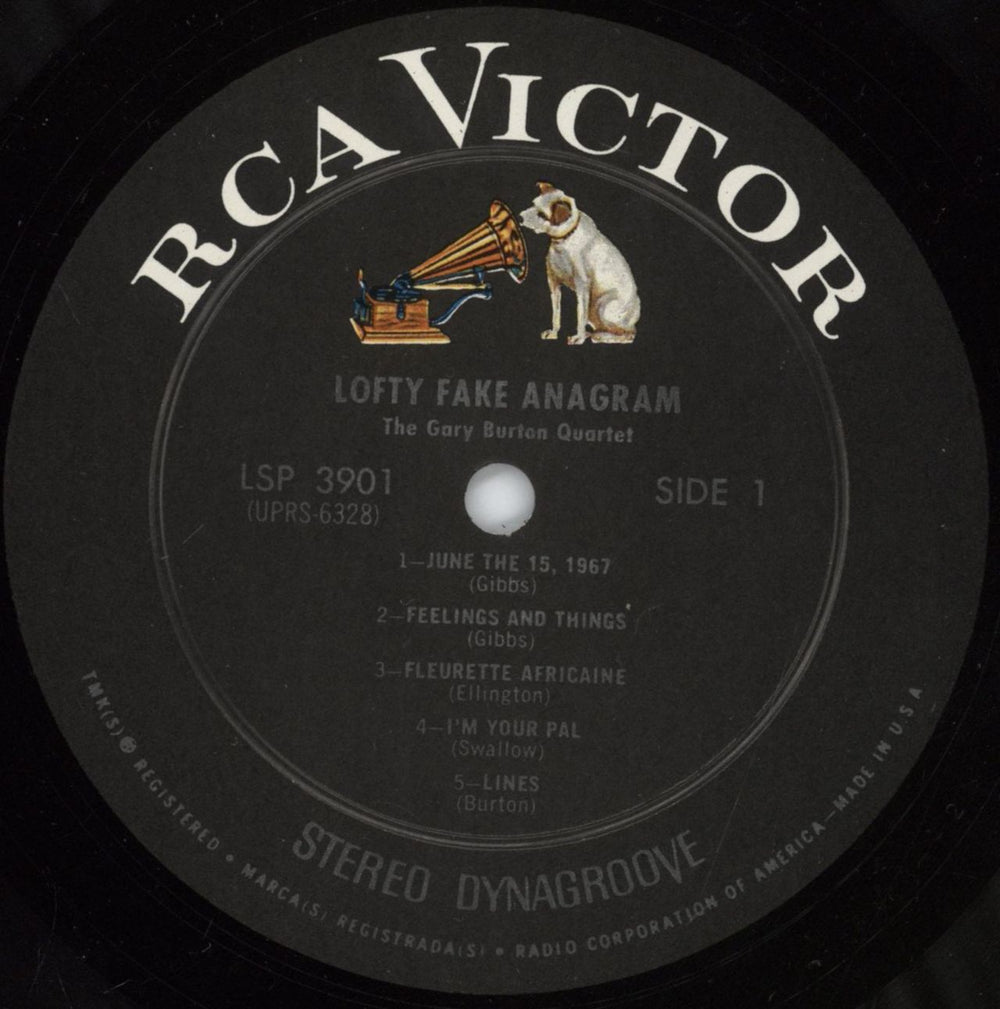 RCA VICTOR
LOFTY FAKE ANAGRAM
The Gary Burton Quartet
LSP 3901
(UPRS-6328)
SIDE 1
1—JUNE THE 15, 1967
(Gibbs)
2—FEELINGS AND THINGS
(Gibbs)
3—FLEURETTE AFRICAINE
(Ellington)
4—I'M YOUR PAL
(Swallow)
5—LINES
(Burton)
STEREO DYNAGROOVE
TMK(S) ® REGISTERED • MARCA(S) REGISTRADA(S) • RADIO CORPORATION OF AMERICA—MADE IN U.S.A